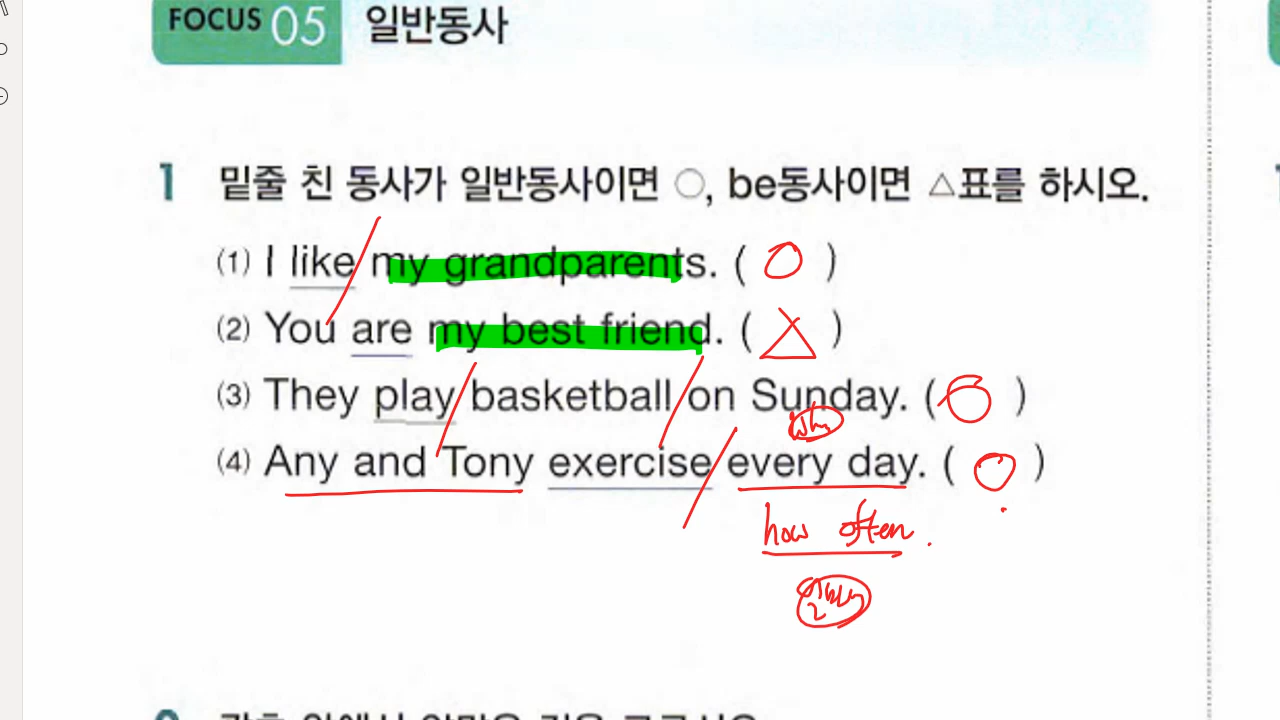 FOCUS 05 일반동사
1 밑줄 친 동사가 일반동사이면 ○, be동사이면 △표를 하시오.
(1) I like my grandparents. ( ○ )
(2) You are my best friend. ( △ )
(3) They play basketball on Sunday. ( ○ )
(4) Any and Tony exercise every day. ( ○ )
how often.